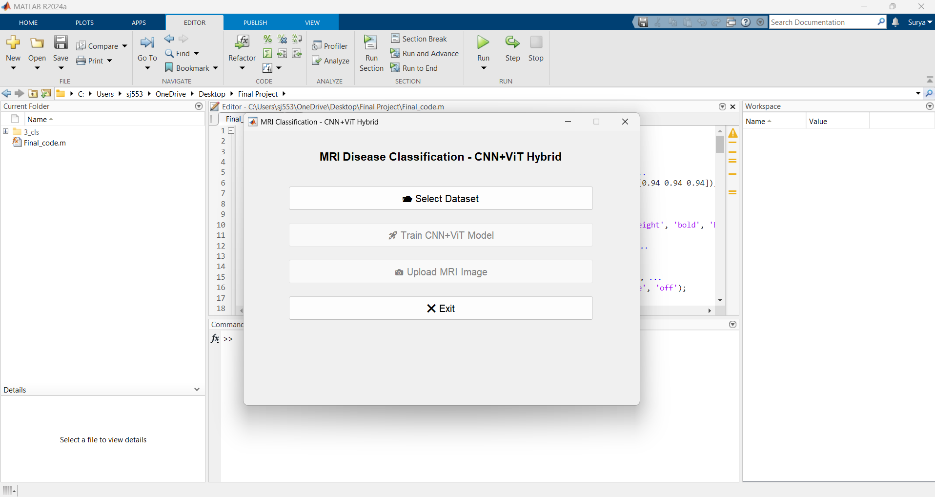 MATLAB R2024a
HOME PLOTS APPS EDITOR PUBLISH VIEW
Search Documentation
Surya
New Open Save Compare Print
FILE
Go To Find Bookmark
NAVIGATE
Refactor
CODE
Profiler
Analyze
ANALYZE
Run Section
Section Break
Run and Advance
Run to End
SECTION
Run Step Stop
RUN
C: Users sj553 OneDrive Desktop Final Project
Current Folder
Name
3_cls
Final_code.m
Details
Select a file to view details
Editor - C:\Users\sj553\OneDrive\Desktop\Final Project\Final_code.m
Final_
1
2
3
4
5
6
7
8
9
10
11
12
13
14
15
16
17
18
0.94 0.94 0.94])
eight', 'bold', '
, ...
', 'off');
MRI Classification - CNN+ViT Hybrid
MRI Disease Classification - CNN+ViT Hybrid
Select Dataset
Train CNN+ViT Model
Upload MRI Image
Exit
Command
fx >>
Workspace
Name Value